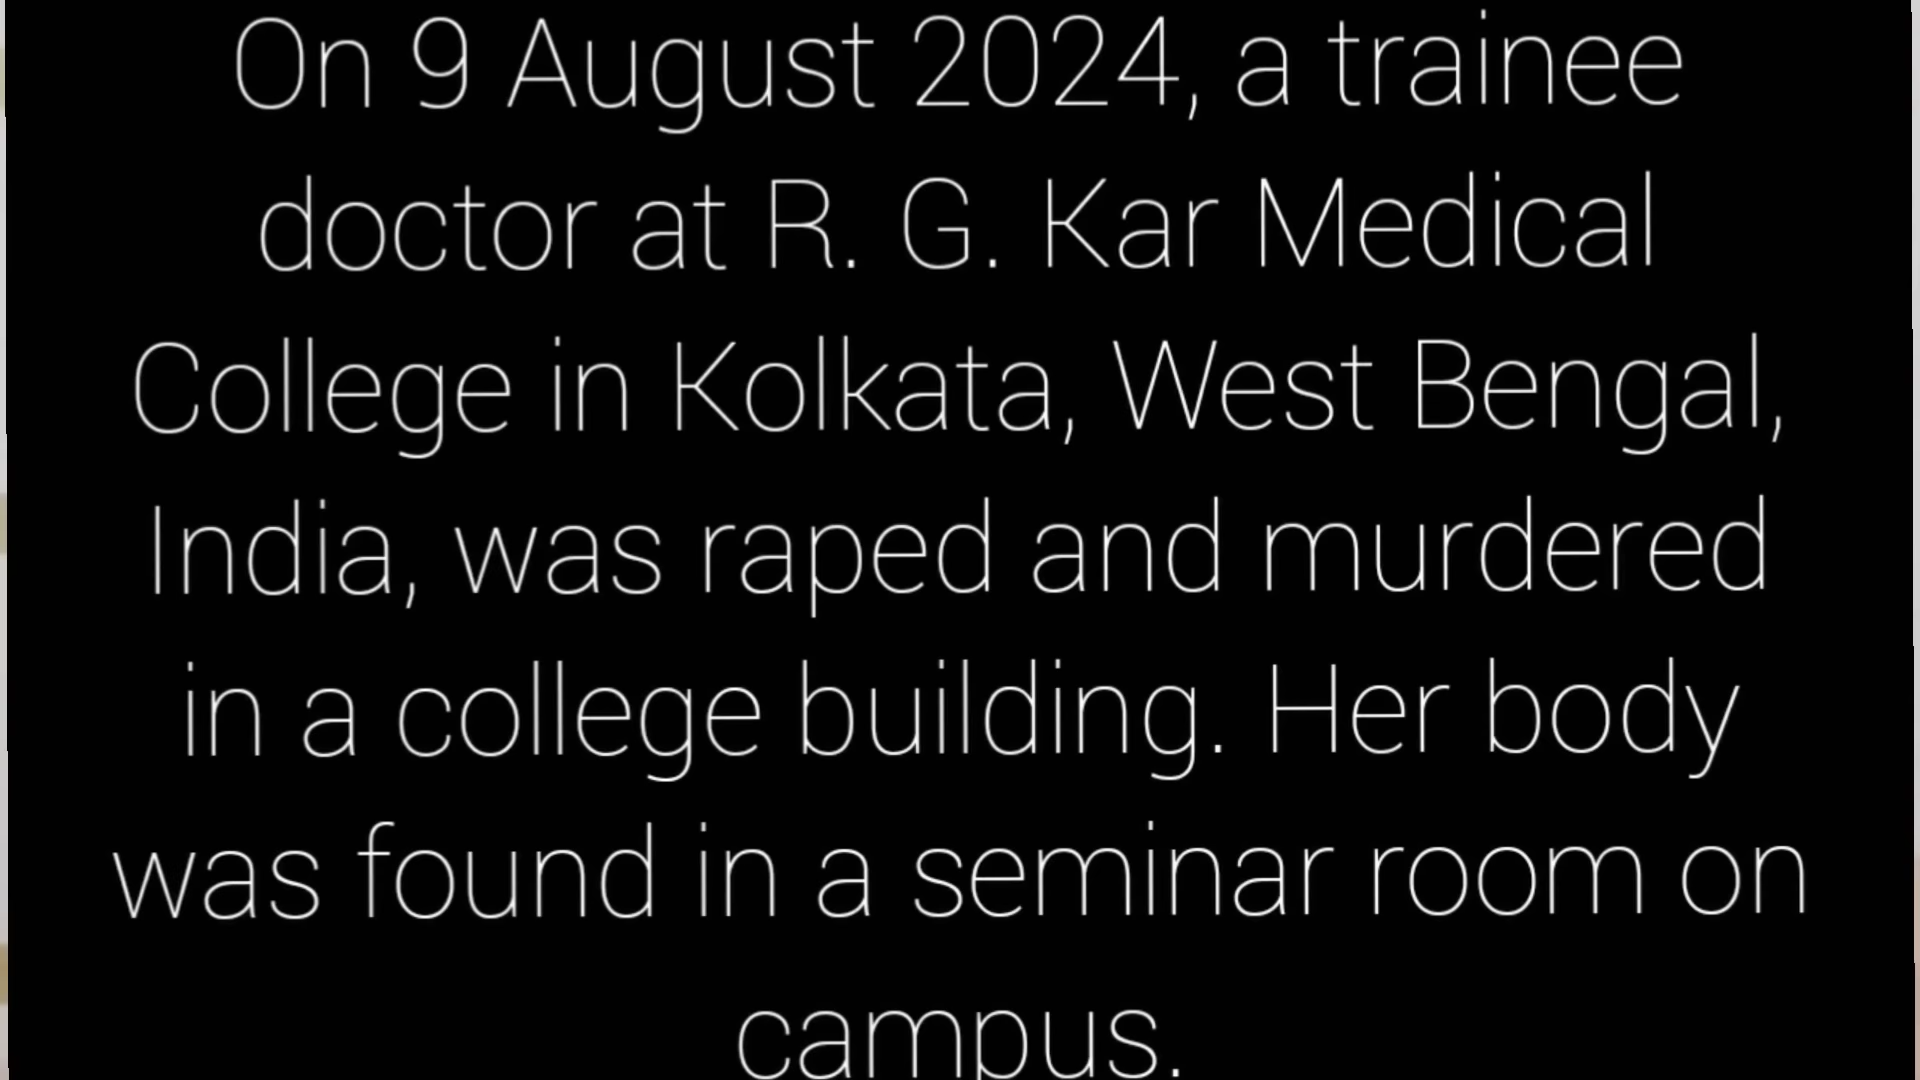 On 9 August 2024, a trainee
doctor at R. G. Kar Medical
College in Kolkata, West Bengal,
India, was raped and murdered
in a college building. Her body
was found in a seminar room on
campus.